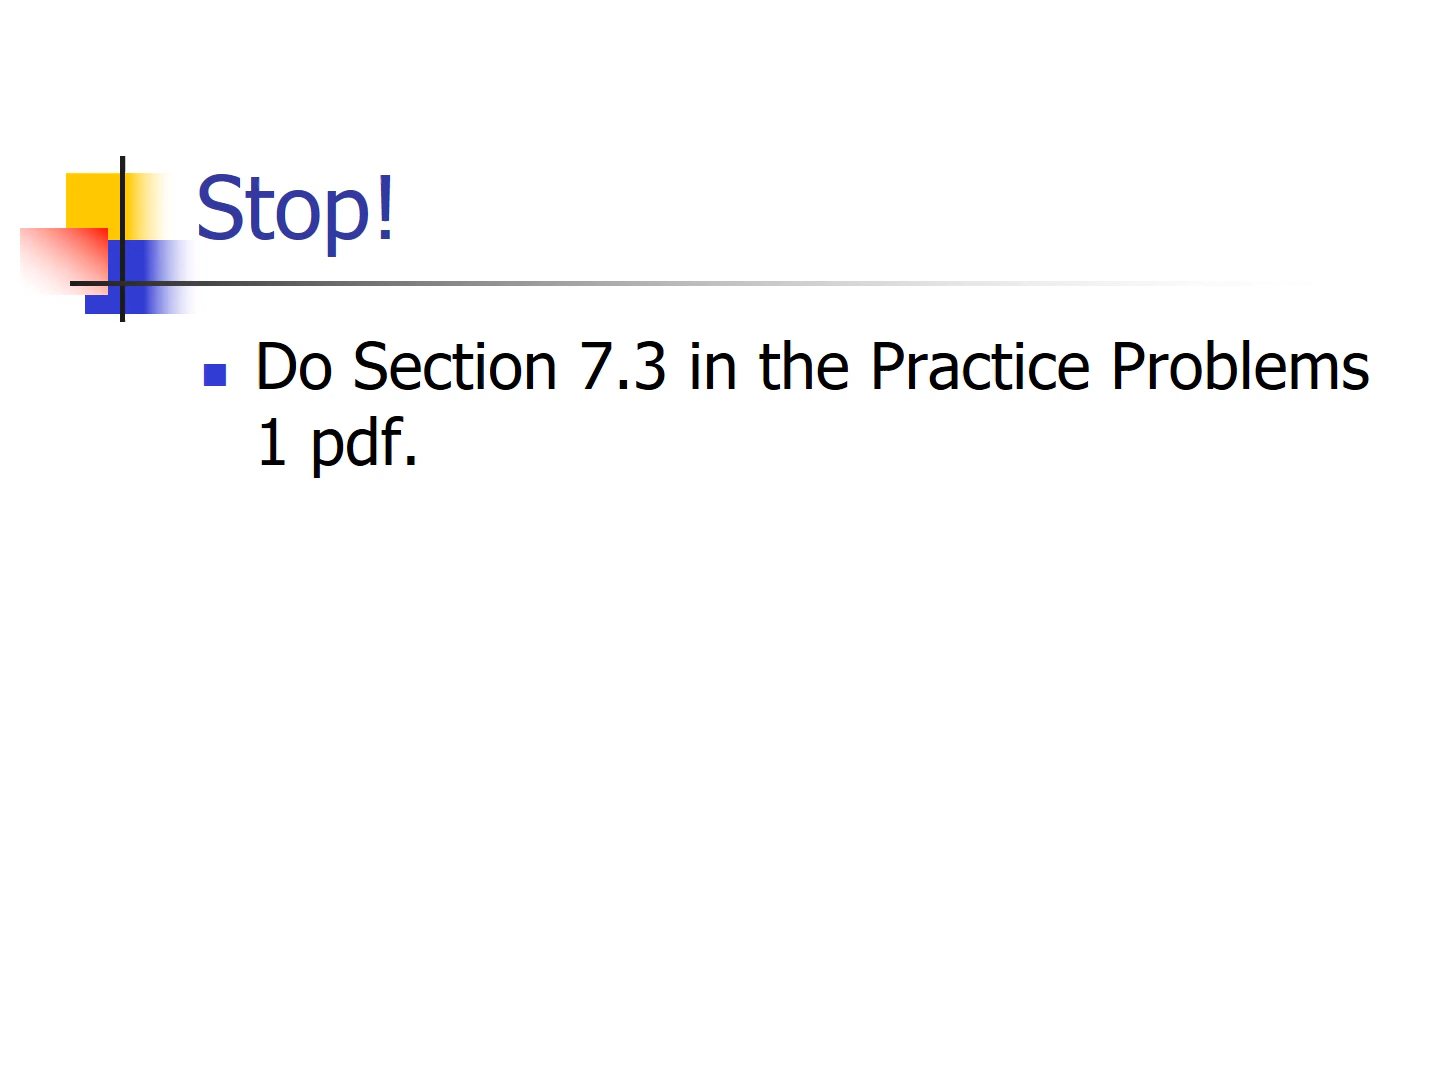 Stop!
Do Section 7.3 in the Practice Problems
1 pdf.